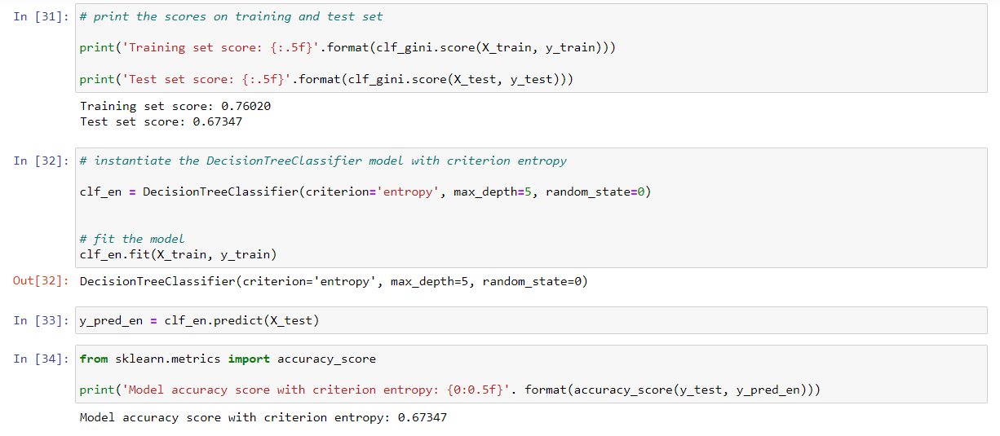 In [31]: # print the scores on training and test set
print('Training set score: {:.5f}'.format(clf_gini.score(X_train, y_train)))
print('Test set score: {:.5f}'.format(clf_gini.score(X_test, y_test)))
Training set score: 0.76020
Test set score: 0.67347
In [32]: # instantiate the DecisionTreeClassifier model with criterion entropy
clf_en = DecisionTreeClassifier(criterion='entropy', max_depth=5, random_state=0)
# fit the model
clf_en.fit(X_train, y_train)
Out[32]: DecisionTreeClassifier(criterion='entropy', max_depth=5, random_state=0)
In [33]: y_pred_en = clf_en.predict(X_test)
In [34]: from sklearn.metrics import accuracy_score
print('Model accuracy score with criterion entropy: {0:0.5f}'. format(accuracy_score(y_test, y_pred_en)))
Model accuracy score with criterion entropy: 0.67347